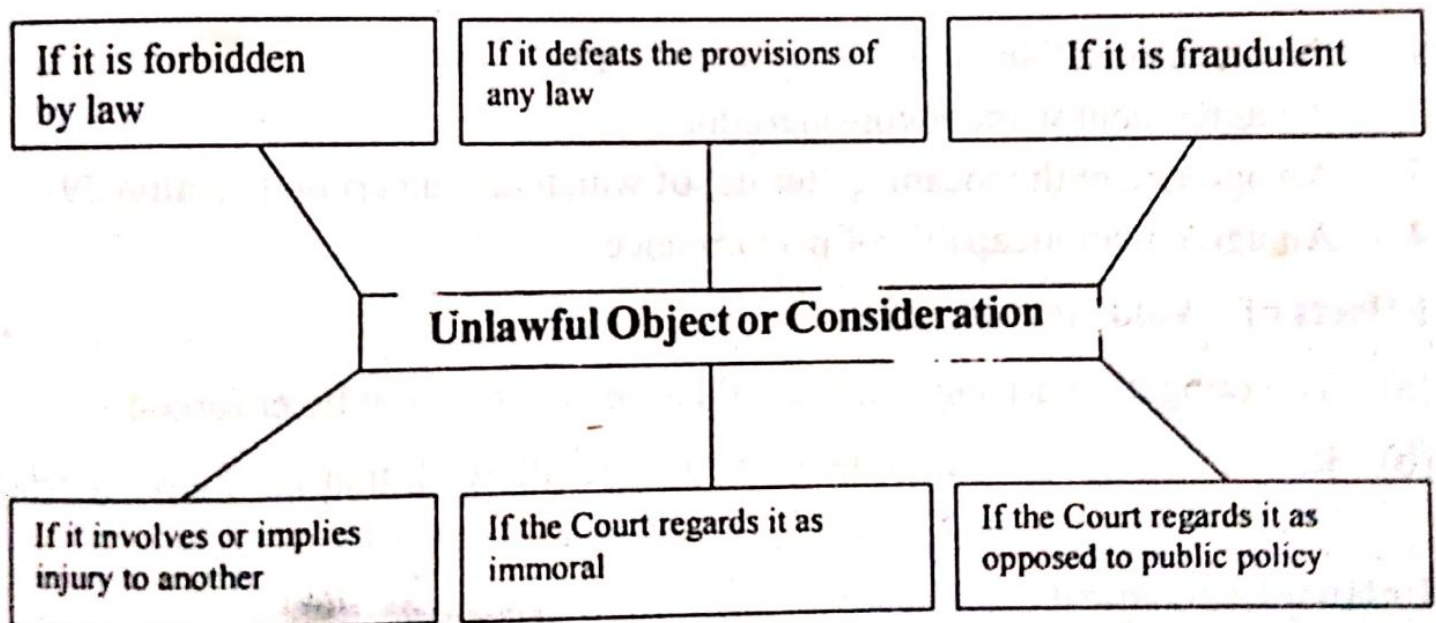 If it is forbidden
by law
If it defeats the provisions of
any law
If it is fraudulent
Unlawful Object or Consideration
If it involves or implies
injury to another
If the Court regards it as
immoral
If the Court regards it as
opposed to public policy